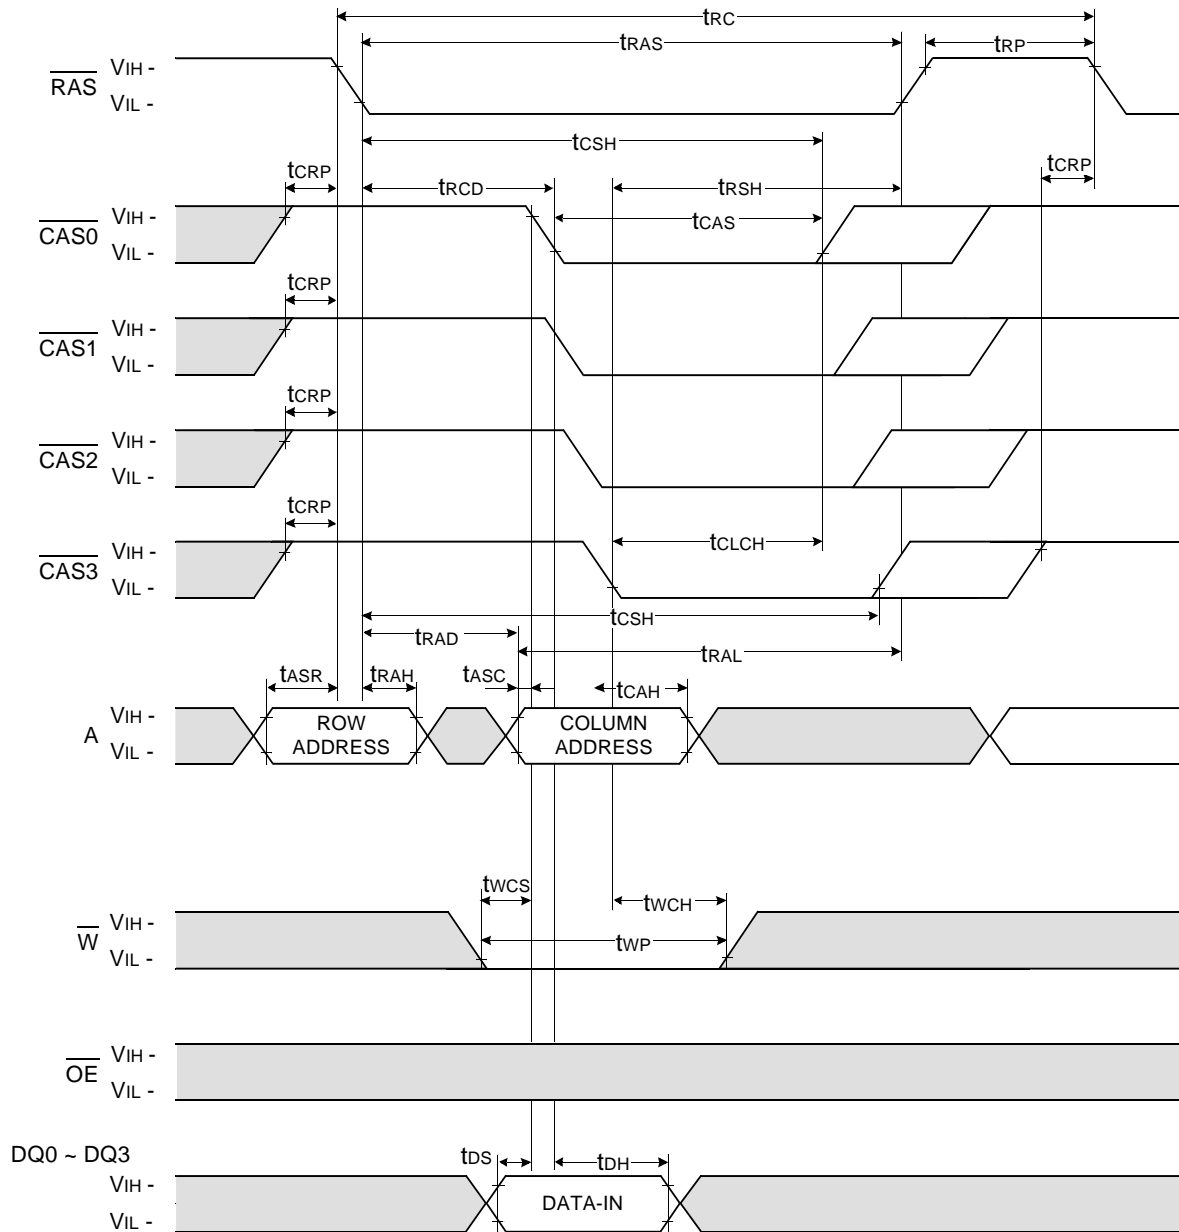 tRC
tRAS
tRP
RAS
VIH -
VIL -
tCSH
tCRP
tRCD
tRSH
tCRP
tCAS
CAS0
VIH -
VIL -
tCRP
CAS1
VIH -
VIL -
tCRP
CAS2
VIH -
VIL -
tCRP
tCLCH
CAS3
VIH -
VIL -
tCSH
tRAD
tRAL
tASR
tRAH
tASC
tCAH
A
VIH -
VIL -
ROW
ADDRESS
COLUMN
ADDRESS
tWCS
tWCH
tWP
W
VIH -
VIL -
OE
VIH -
VIL -
DQ0 ~ DQ3
tDS
tDH
VIH -
VIL -
DATA-IN